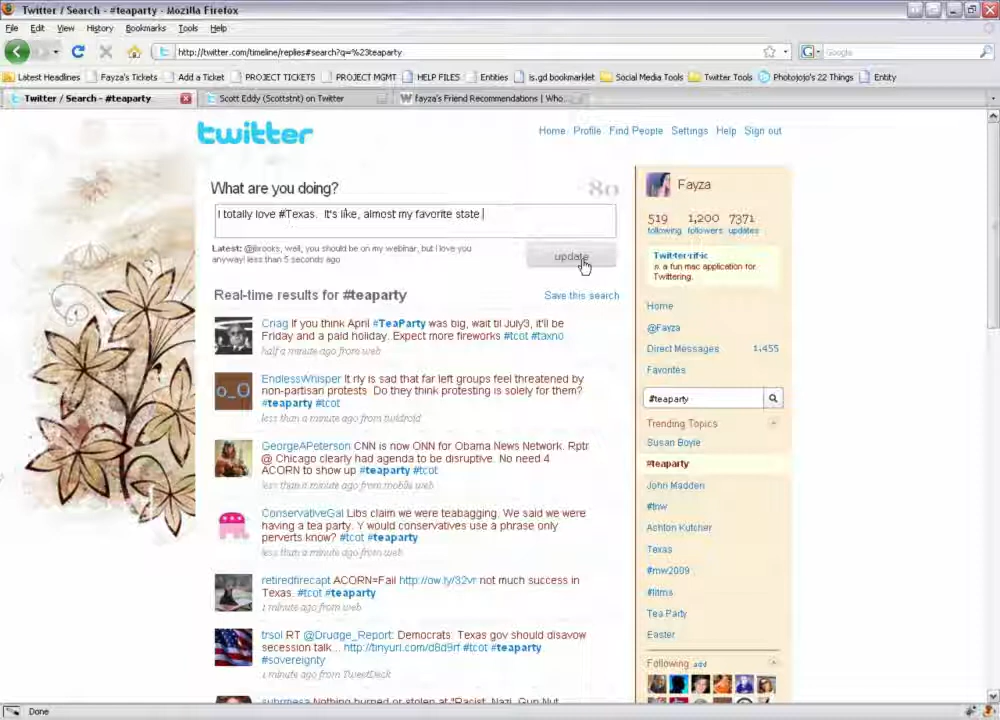 Twitter / Search - #teaparty - Mozilla Firefox
File Edit View History Bookmarks Tools Help
http://twitter.com/timeline/replies#search?q=%23teaparty
Google
Latest Headlines Fayza's Tickets Add a Ticket PROJECT TICKETS PROJECT MGMT HELP FILES Entities is.gd bookmarklet Social Media Tools Twitter Tools Photojojo's 22 Things Entity
Twitter / Search - #teaparty Scott Eddy (Scottstnt) on Twitter fayza's Friend Recommendations | Who...
twitter
Home Profile Find People Settings Help Sign out
What are you doing?
80
I totally love #Texas. It's like, almost my favorite state
Latest: @jbrooks, well, you should be on my webinar, but I love you
anyway! less than 5 seconds ago
update
Real-time results for #teaparty
Save this search
If you think April #TeaParty was big, wait til July3, it'll be
Friday and a paid holiday. Expect more fireworks #tcot #taxno
half a minute ago from web
EndlessWhisper It rly is sad that far left groups feel threatened by
non-partisan protests Do they think protesting is solely for them?
#teaparty #tcot
less than a minute ago from twidroid
GeorgeAPeterson CNN is now ONN for Obama News Network. Rptr
@ Chicago clearly had agenda to be disruptive. No need 4
ACORN to show up #teaparty #tcot
less than a minute ago from mobile web
ConservativeGal Libs claim we were teabagging. We said we were
having a tea party. Y would conservatives use a phrase only
perverts know? #tcot #teaparty
less than a minute ago from web
retiredfirecapt ACORN=Fail http://ow.ly/32vr not much success in
Texas. #tcot #teaparty
1 minute ago from web
trsol RT @Drudge_Report: Democrats: Texas gov should disavow
secession talk... http://tinyurl.com/d8d9rf #tcot #teaparty
#sovereignty
1 minute ago from TweetDeck
Nothing burned or stolen at "Racist, Nazi, Gun Nut
Fayza
519 1,200 7371
following followers updates
Twitterrific
n. a fun mac application for
Twittering.
Home
@Fayza
Direct Messages 1,455
Favorites
#teaparty
Trending Topics
Susan Boyle
#teaparty
John Madden
#tnw
Ashton Kutcher
Texas
#mw2009
Tea Party
Easter
Following add
Done